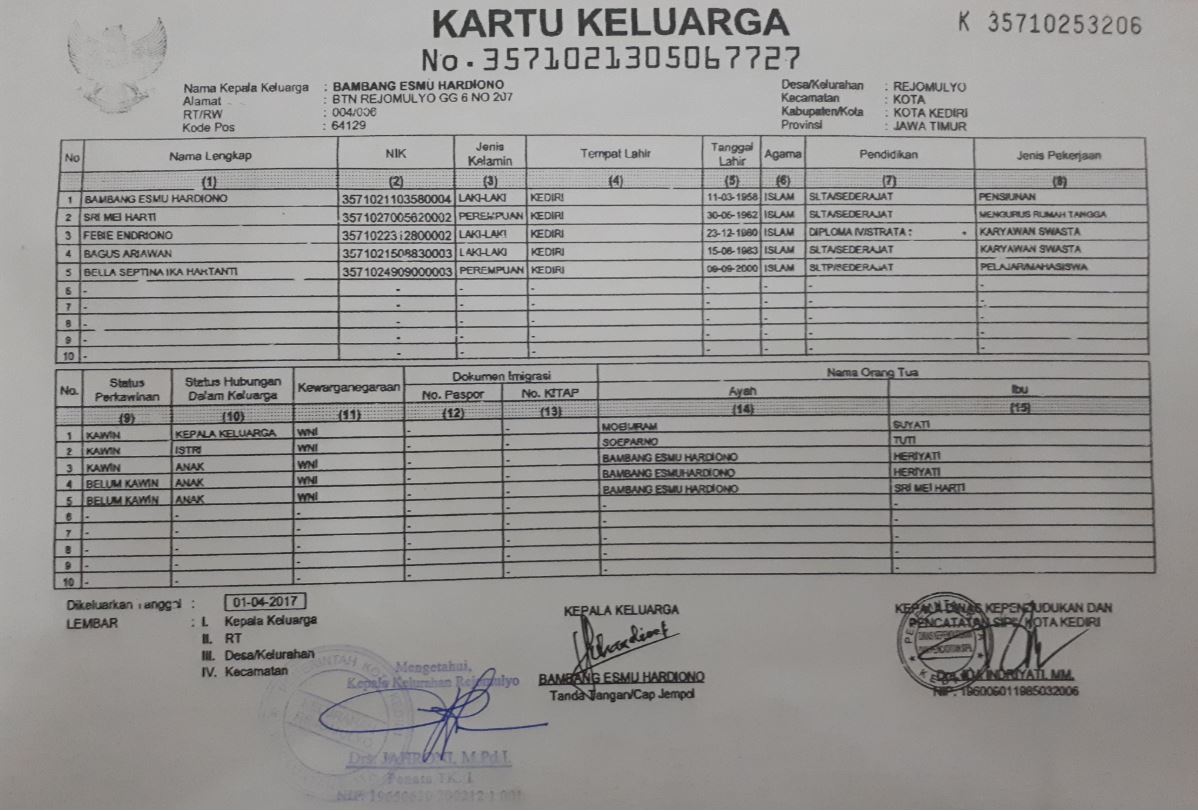 KARTU KELUARGA
K 35710253206
No. 3571021305067727
Nama Kepala Keluarga : BAMBANG ESMU HARDIONO
Alamat : BTN REJOMULYO GG 6 NO 207
RT/RW : 004/006
Kode Pos : 64129
Desa/Kelurahan : REJOMULYO
Kecamatan : KOTA
Kabupaten/Kota : KOTA KEDIRI
Provinsi : JAWA TIMUR
No Nama Lengkap NIK Jenis Kelamin Tempat Lahir Tanggal Lahir Agama Pendidikan Jenis Pekerjaan
(1) (2) (3) (4) (5) (6) (7) (8)
1 BAMBANG ESMU HARDIONO 3571021103580004 LAKI-LAKI KEDIRI 11-03-1958 ISLAM SLTA/SEDERAJAT PENSIUNAN
2 SRI MEI HARTI 3571027005620002 PEREMPUAN KEDIRI 30-06-1962 ISLAM SLTA/SEDERAJAT MENGURUS RUMAH TANGGA
3 FEBIE ENDRIONO 3571022312800002 LAKI-LAKI KEDIRI 23-12-1980 ISLAM DIPLOMA IV/STRATA KARYAWAN SWASTA
4 BAGUS ARIAWAN 3571021508830003 LAKI-LAKI KEDIRI 15-08-1983 ISLAM SLTA/SEDERAJAT KARYAWAN SWASTA
5 BELLA SEPTINA IKA HARTANTI 3571024909000003 PEREMPUAN KEDIRI 09-09-2000 ISLAM SLTP/SEDERAJAT PELAJAR/MAHASISWA
6 - - - - - - - -
7 - - - - - - - -
8 - - - - - - - -
9 - - - - - - - -
10 - - - - - - - -
No. Status Perkawinan Status Hubungan Dalam Keluarga Kewarganegaraan Dokumen Imigrasi Nama Orang Tua
No. Paspor No. KITAP Ayah Ibu
(9) (10) (11) (12) (13) (14) (15)
1 KAWIN KEPALA KELUARGA WNI - - SUYATI
2 KAWIN ISTRI WNI - - SOEPARNO TUTI
3 KAWIN ANAK WNI - - BAMBANG ESMU HARDIONO HERIYATI
4 BELUM KAWIN ANAK WNI - - BAMBANG ESMUHARDIONO HERIYATI
5 BELUM KAWIN ANAK WNI - - BAMBANG ESMU HARDIONO SRI MEI HARTI
6 - - - - - - -
7 - - - - - - -
8 - - - - - - -
9 - - - - - - -
10 - - - - - - -
Dikeluarkan Tanggal : 01-04-2017
LEMBAR : I. Kepala Keluarga
II. RT
III. Desa/Kelurahan
IV. Kecamatan
KEPALA KELUARGA
BAMBANG ESMU HARDIONO
Tanda Tangan/Cap Jempol
KEPALA DINAS KEPENDUDUKAN DAN
PENCATATAN SIPIL KOTA KEDIRI
Dra. IDA INDRIYATI, MM.
NIP. 196006011985032006
Mengetahui,
Kepala Kelurahan Rejomulyo
Drs. M.Pd.I.
Penata TK. I
NIP.